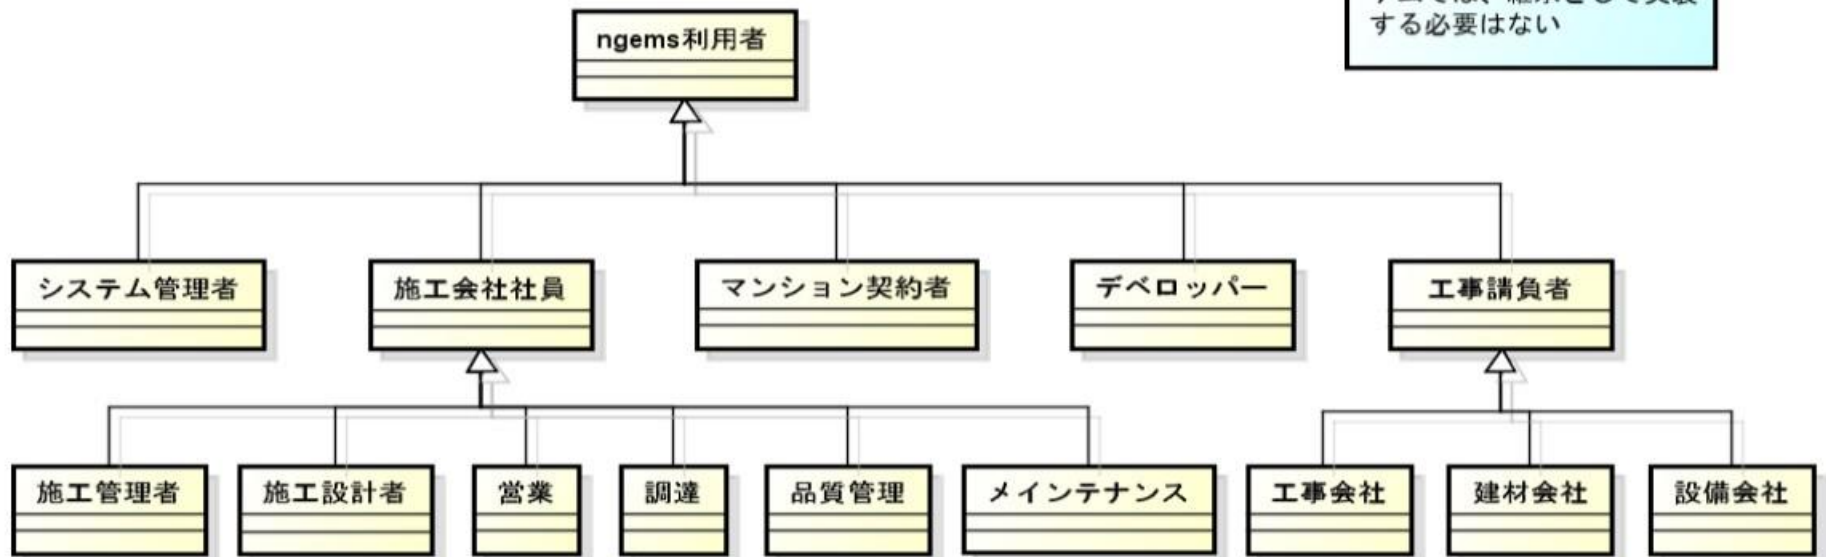 する必要はない
ngems利用者
システム管理者
施工会社社員
マンション契約者
デベロッパー
工事請負者
施工管理者
施工設計者
営業
調達
品質管理
メインテナンス
工事会社
建材会社
設備会社